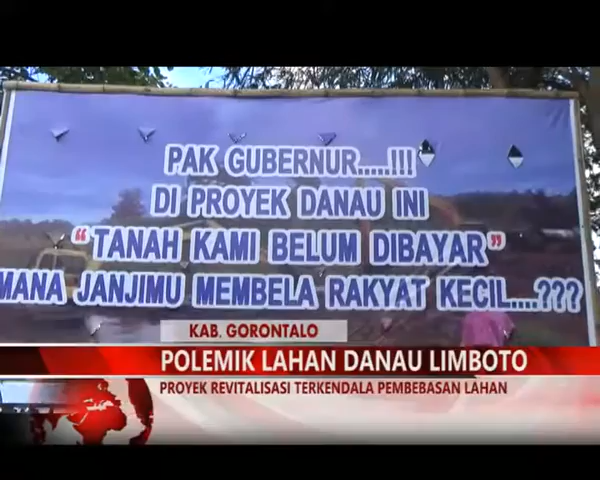 PAK GUBERNUR.....!!!
DI PROYEK DANAU INI
"TANAH KAMI BELUM DIBAYAR"
MANA JANJIMU MEMBELA RAKYAT KECIL....???
KAB. GORONTALO
POLEMIK LAHAN DANAU LIMBOTO
PROYEK REVITALISASI TERKENDALA PEMBEBASAN LAHAN